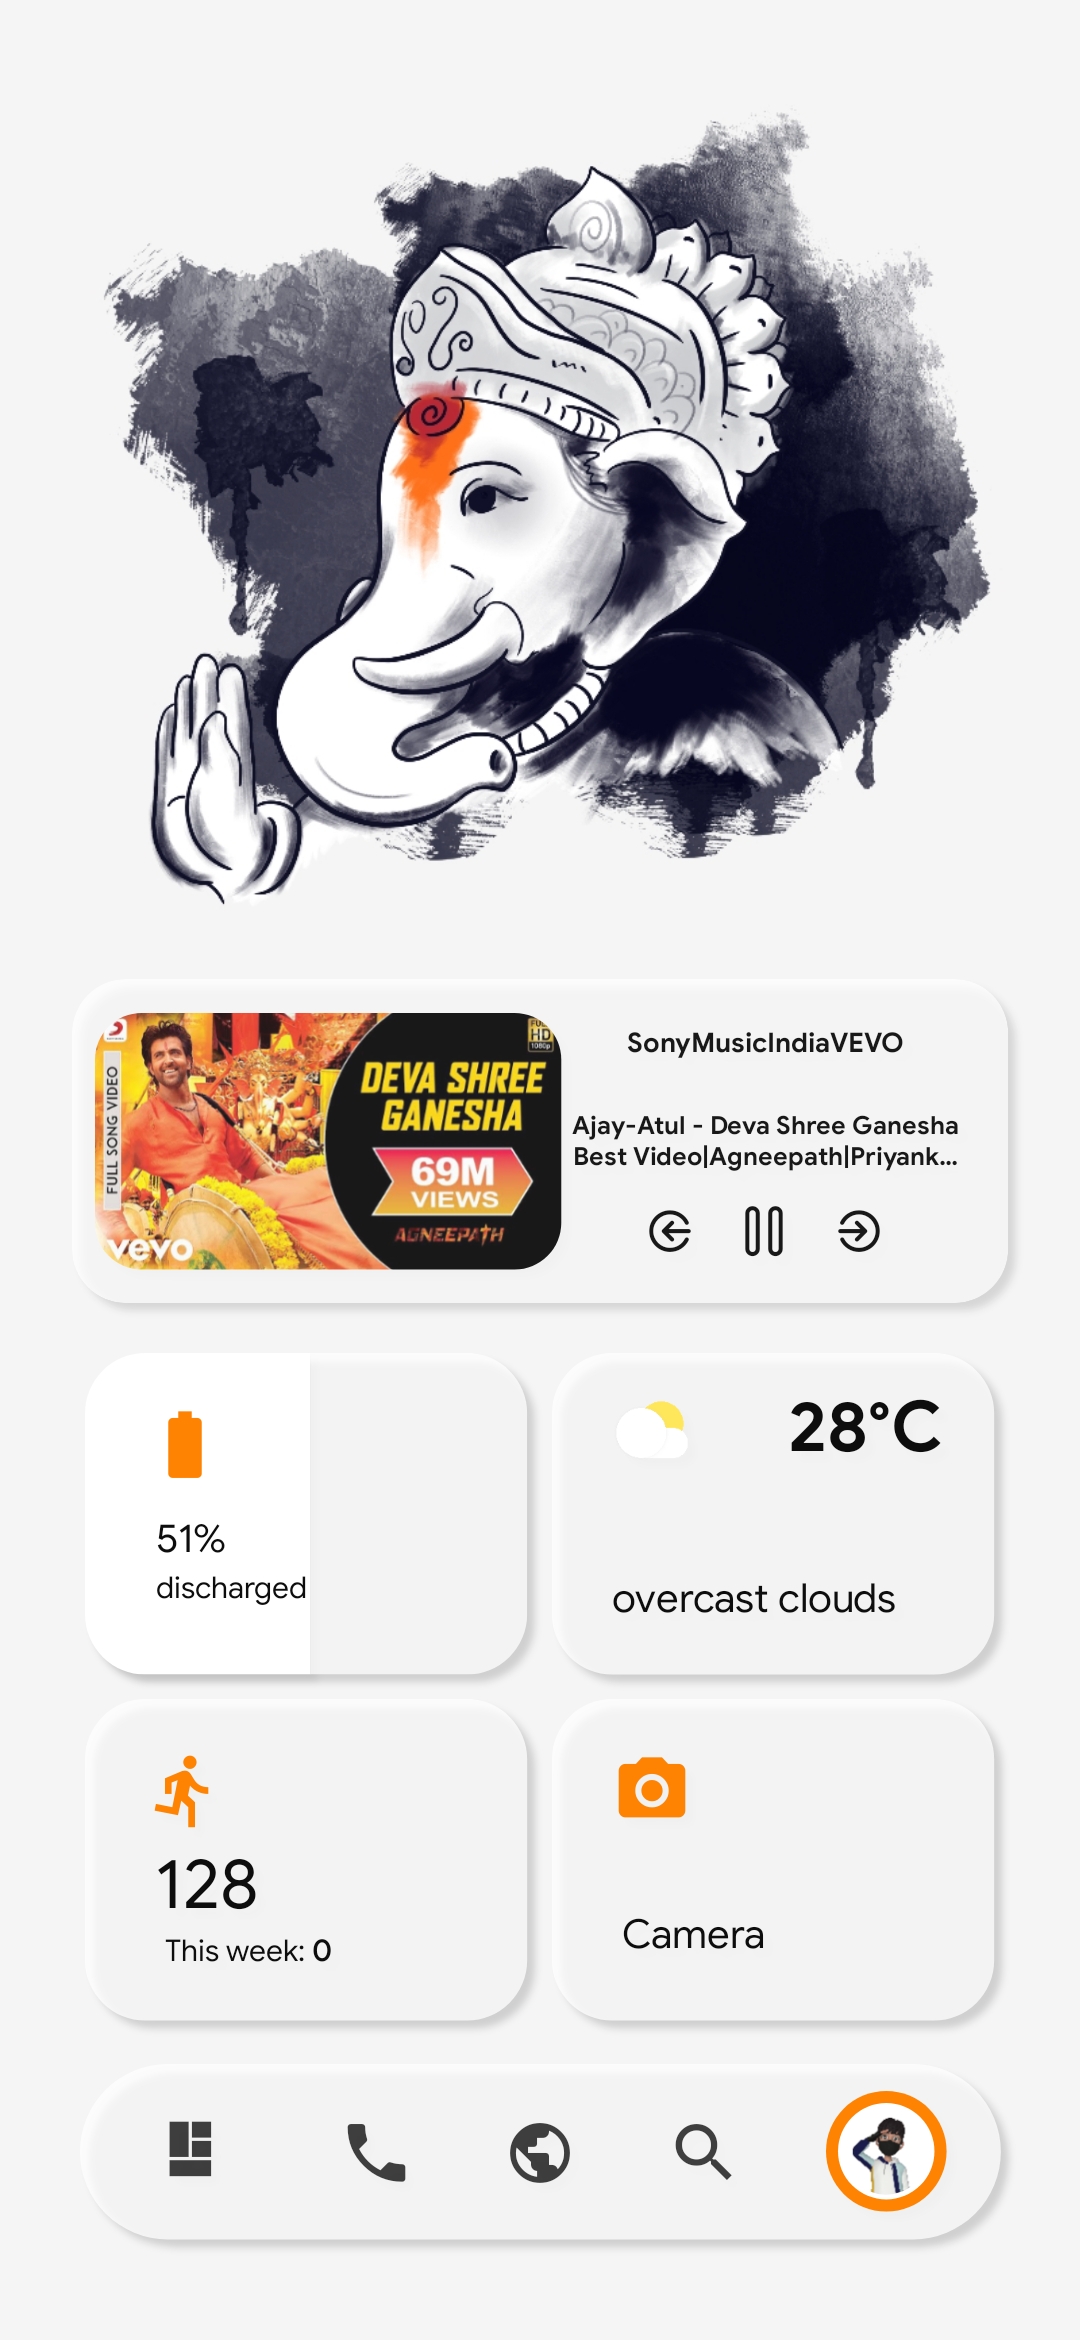 FULL SONG VIDEO
FULL
HD
1080p
DEVA SHREE
GANESHA
69M
VIEWS
AGNEEPATH
vevo
SonyMusicIndiaVEVO
Ajay-Atul - Deva Shree Ganesha
Best Video|Agneepath|Priyank...
51%
discharged
28°C
overcast clouds
128
This week: 0
Camera